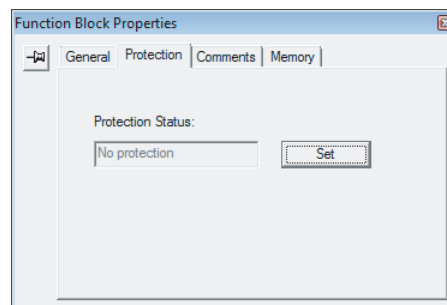 Function Block Properties
General Protection Comments Memory
Protection Status:
No protection Set